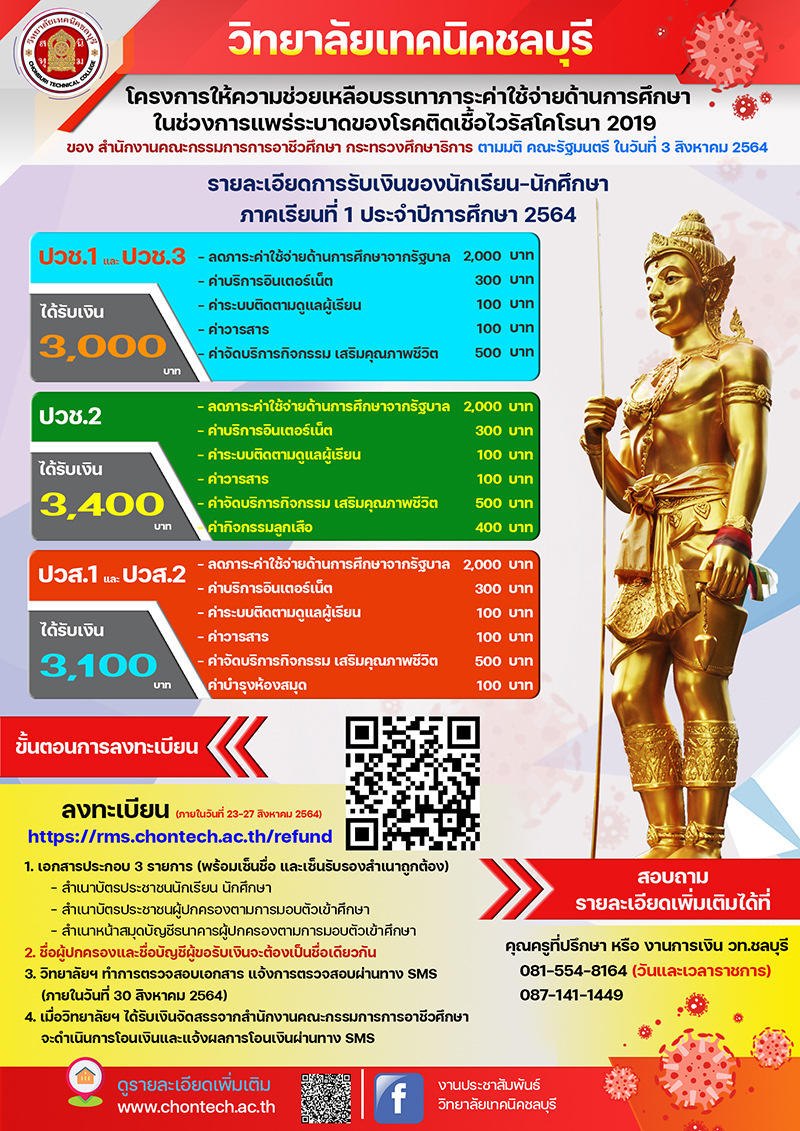 วิทยาลัยเทคนิคชลบุรี
CHONBURI TECHNICAL COLLEGE
โครงการให้ความช่วยเหลือบรรเทาภาระค่าใช้จ่ายด้านการศึกษา
ในช่วงการแพร่ระบาดของโรคติดเชื้อไวรัสโคโรนา 2019
ของ สำนักงานคณะกรรมการการอาชีวศึกษา กระทรวงศึกษาธิการ ตามมติ คณะรัฐมนตรี ในวันที่ 3 สิงหาคม 2564
รายละเอียดการรับเงินของนักเรียน-นักศึกษา
ภาคเรียนที่ 1 ประจำปีการศึกษา 2564
ปวช.1 และ ปวช.3
ได้รับเงิน
3,000
บาท
- ลดภาระค่าใช้จ่ายด้านการศึกษาจากรัฐบาล 2,000 บาท
- ค่าบริการอินเตอร์เน็ต 300 บาท
- ค่าระบบติดตามดูแลผู้เรียน 100 บาท
- ค่าวารสาร 100 บาท
- ค่าจัดบริการกิจกรรม เสริมคุณภาพชีวิต 500 บาท
ปวช.2
ได้รับเงิน
3,400
บาท
- ลดภาระค่าใช้จ่ายด้านการศึกษาจากรัฐบาล 2,000 บาท
- ค่าบริการอินเตอร์เน็ต 300 บาท
- ค่าระบบติดตามดูแลผู้เรียน 100 บาท
- ค่าวารสาร 100 บาท
- ค่าจัดบริการกิจกรรม เสริมคุณภาพชีวิต 500 บาท
- ค่ากิจกรรมลูกเสือ 400 บาท
ปวส.1 และ ปวส.2
ได้รับเงิน
3,100
บาท
- ลดภาระค่าใช้จ่ายด้านการศึกษาจากรัฐบาล 2,000 บาท
- ค่าบริการอินเตอร์เน็ต 300 บาท
- ค่าระบบติดตามดูแลผู้เรียน 100 บาท
- ค่าวารสาร 100 บาท
- ค่าจัดบริการกิจกรรม เสริมคุณภาพชีวิต 500 บาท
ค่าบำรุงห้องสมุด 100 บาท
ขั้นตอนการลงทะเบียน
ลงทะเบียน (ภายในวันที่ 23-27 สิงหาคม 2564)
https://rms.chontech.ac.th/refund
1. เอกสารประกอบ 3 รายการ (พร้อมเซ็นชื่อ และเซ็นรับรองสำเนาถูกต้อง)
- สำเนาบัตรประชาชนนักเรียน นักศึกษา
- สำเนาบัตรประชาชนผู้ปกครองตามการมอบตัวเข้าศึกษา
- สำเนาหน้าสมุดบัญชีธนาคารผู้ปกครองตามการมอบตัวเข้าศึกษา
2. ชื่อผู้ปกครองและชื่อบัญชีผู้ขอรับเงินจะต้องเป็นชื่อเดียวกัน
3. วิทยาลัยฯ ทำการตรวจสอบเอกสาร แจ้งการตรวจสอบผ่านทาง SMS
(ภายในวันที่ 30 สิงหาคม 2564)
4. เมื่อวิทยาลัยฯ ได้รับเงินจัดสรรจากสำนักงานคณะกรรมการการอาชีวศึกษา
จะดำเนินการโอนเงินและแจ้งผลการโอนเงินผ่านทาง SMS
สอบถาม
รายละเอียดเพิ่มเติมได้ที่
คุณครูที่ปรึกษา หรือ งานการเงิน วท.ชลบุรี
081-554-8164 (วันและเวลาราชการ)
087-141-1449
ดูรายละเอียดเพิ่มเติม
www.chontech.ac.th
f
งานประชาสัมพันธ์
วิทยาลัยเทคนิคชลบุรี